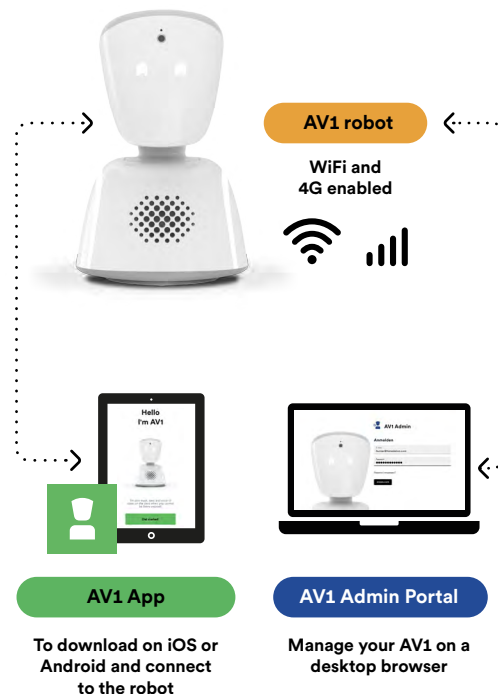 AV1 robot
WiFi and
4G enabled
Hello
I'm AV1
AV1 Admin
Anmelden
AV1 App
AV1 Admin Portal
To download on iOS or
Android and connect
to the robot
Manage your AV1 on a
desktop browser